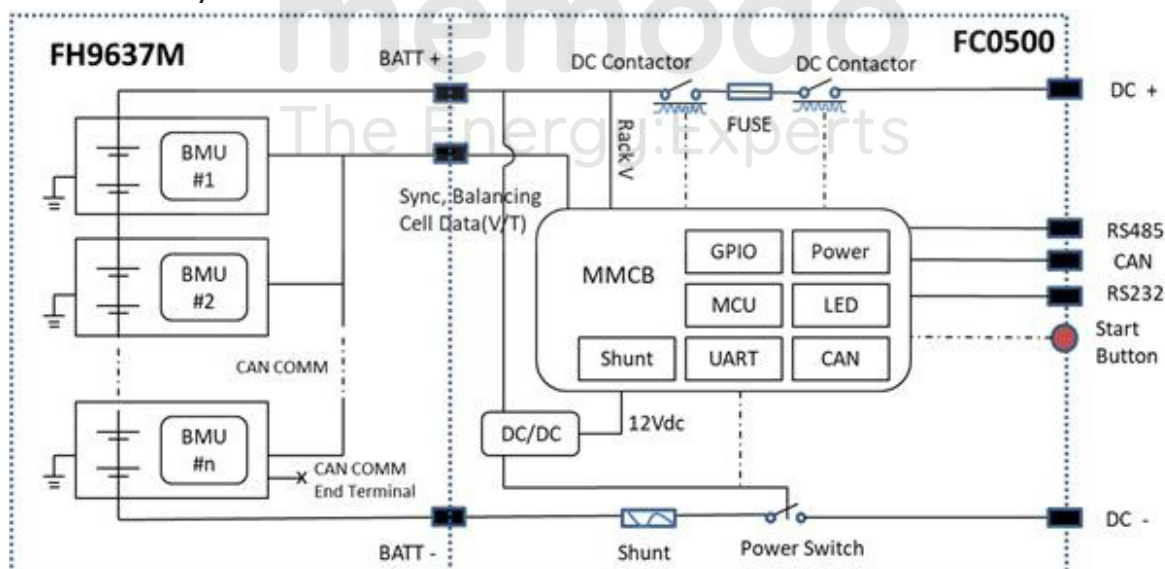 memodo
The Energy:Experts
FH9637M
FC0500
BATT +
DC Contactor
DC Contactor
DC +
FUSE
Rack V
BMU
#1
Sync, Balancing
Cell Data(V/T)
BMU
#2
MMCB
GPIO
Power
MCU
LED
Shunt
UART
CAN
RS485
CAN
RS232
Start
Button
CAN COMM
BMU
#n
CAN COMM
End Terminal
DC/DC
12Vdc
BATT -
Shunt
Power Switch
DC -